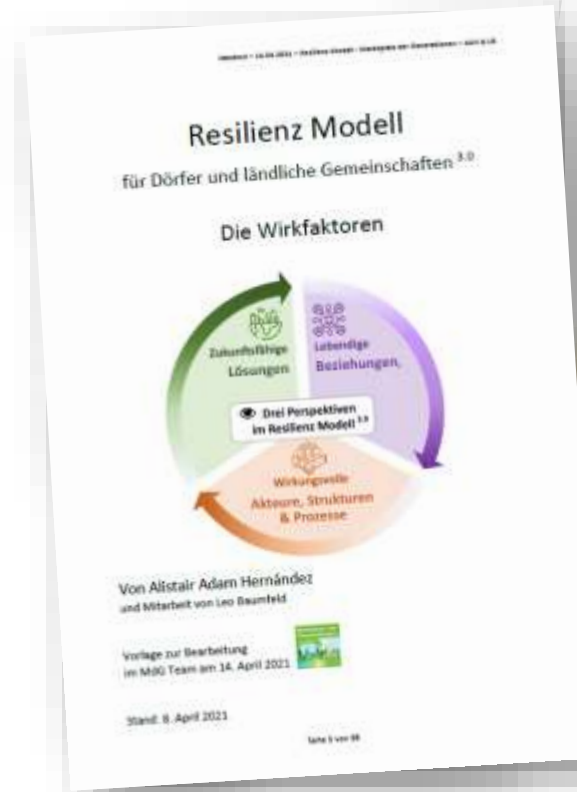 Resilienz Modell
für Dörfer und ländliche Gemeinschaften 3.0
Die Wirkfaktoren
Zukunftsfähige
Lösungen
Lebendige
Beziehungen,
Drei Perspektiven
im Resilienz Modell 3.0
Wirkungsvolle
Akteure, Strukturen
& Prozesse
Von Alistair Adam Hernández
und Mitarbeit von Leo Baumfeld
Vorlage zur Bearbeitung
im MdG Team am 14. April 2021
Stand: 8. April 2021